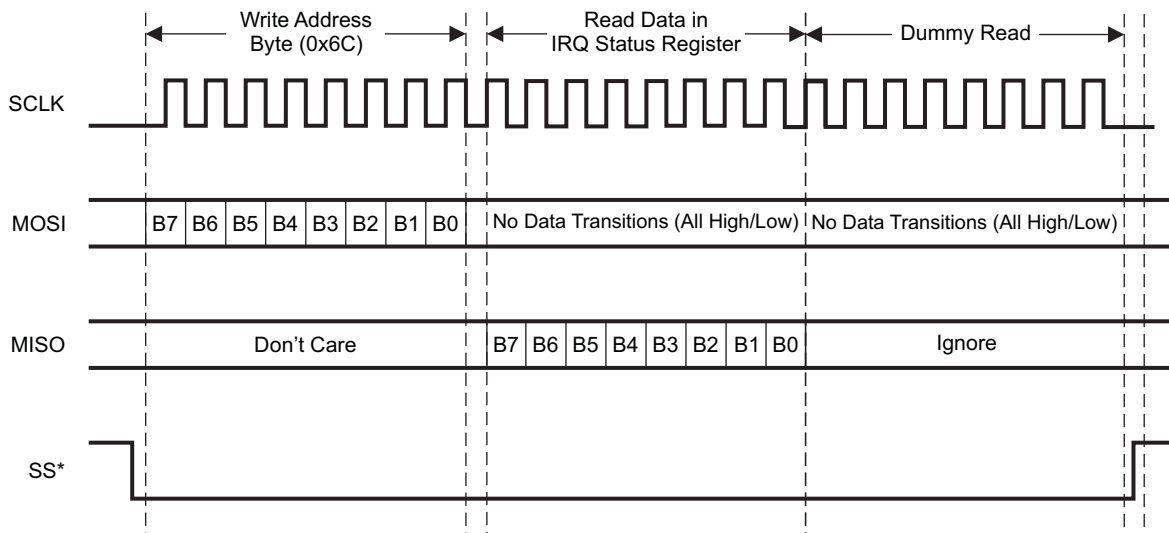 Write Address
Byte (0x6C)
Read Data in
IRQ Status Register
Dummy Read
SCLK
MOSI
B7 B6 B5 B4 B3 B2 B1 B0
No Data Transitions (All High/Low)
No Data Transitions (All High/Low)
MISO
Don't Care
B7 B6 B5 B4 B3 B2 B1 B0
Ignore
SS*